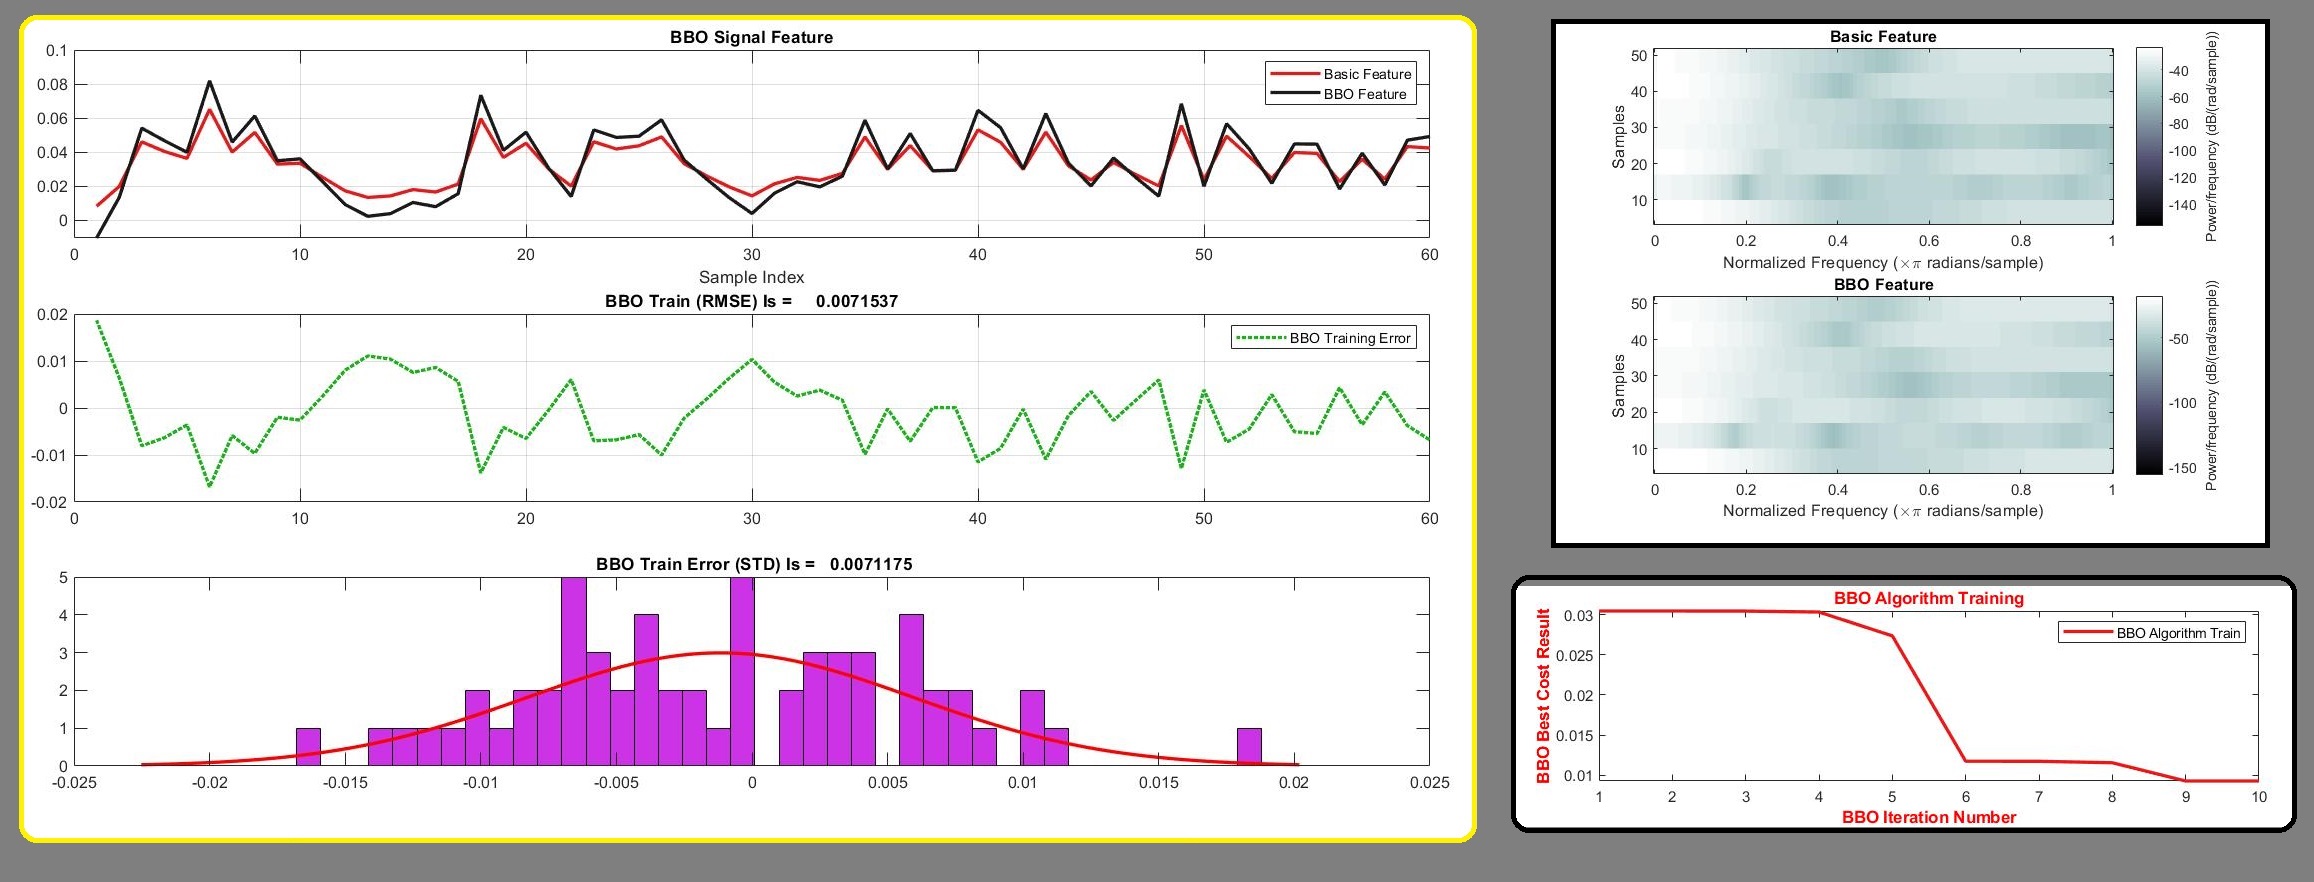 BBO Signal Feature
0.1
0.08
0.06
0.04
0.02
0
Basic Feature
BBO Feature
0 10 20 30 40 50 60
Sample Index
BBO Train (RMSE) Is = 0.0071537
0.02
0.01
0
-0.01
-0.02
BBO Training Error
0 10 20 30 40 50 60
BBO Train Error (STD) Is = 0.0071175
5
4
3
2
1
0
-0.025 -0.02 -0.015 -0.01 -0.005 0 0.005 0.01 0.015 0.02 0.025
Basic Feature
Samples
50
40
30
20
10
0 0.2 0.4 0.6 0.8 1
Normalized Frequency (×π radians/sample)
-40
-60
-80
-100
-120
-140
Power/frequency (dB/(rad/sample))
BBO Feature
Samples
50
40
30
20
10
0 0.2 0.4 0.6 0.8 1
Normalized Frequency (×π radians/sample)
-50
-100
-150
Power/frequency (dB/(rad/sample))
BBO Algorithm Training
BBO Best Cost Result
0.03
0.025
0.02
0.015
0.01
BBO Algorithm Train
1 2 3 4 5 6 7 8 9 10
BBO Iteration Number